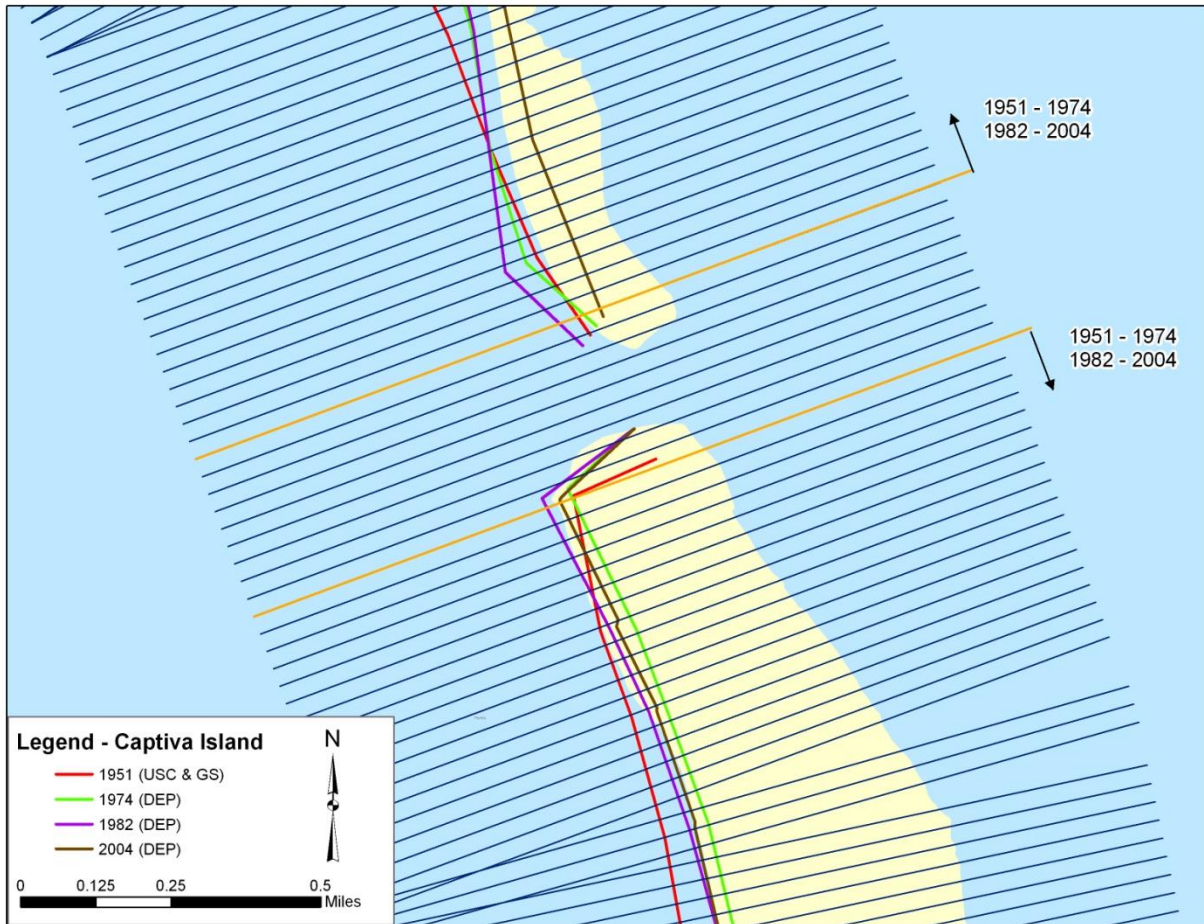 1951 - 1974
1982 - 2004
1951 - 1974
1982 - 2004
Legend - Captiva Island
N
1951 (USC & GS)
1974 (DEP)
1982 (DEP)
2004 (DEP)
0 0.125 0.25 0.5
Miles